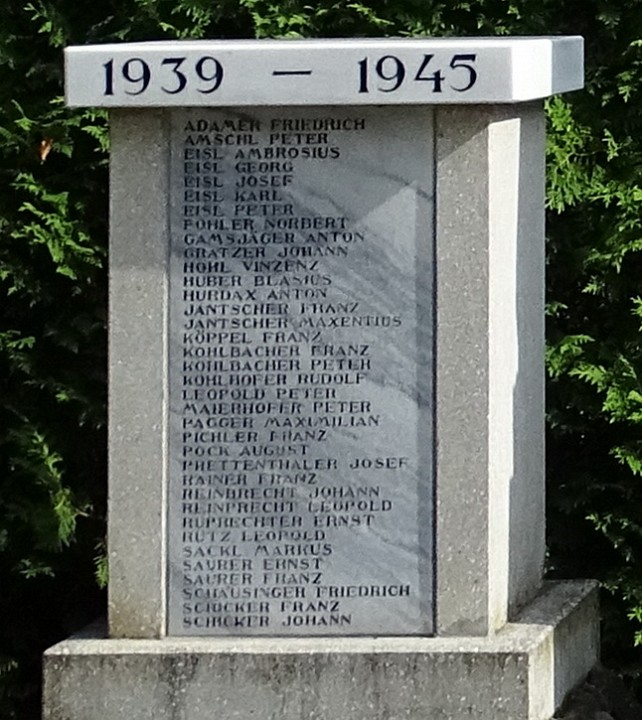 1939 – 1945
ADAMER FRIEDRICH
AMSCHL PETER
EISL AMBROSIUS
EISL GEORG
EISL JOSEF
EISL KARL
EISL PETER
FOHLER NORBERT
GAMSJÄGER ANTON
GRATZER JOHANN
HÖHL VINZENZ
HUBER BLASIUS
HURDAX ANTON
JANTSCHER FRANZ
JANTSCHER MAXENTIUS
KÖPPEL FRANZ
KOHLBACHER FRANZ
KOHLBACHER PETER
KOHLHOFER RUDOLF
LEOPOLD PETER
MAIERHOFER PETER
PAGGER MAXIMILIAN
PICHLER FRANZ
POCK AUGUST
PRETTENTHALER JOSEF
RAINER FRANZ
REINBRECHT JOHANN
REINPRECHT LEOPOLD
RUPRECHTER ERNST
RUTZ LEOPOLD
SACKL MARKUS
SAURER ERNST
SAURER FRANZ
SCHAUSINGER FRIEDRICH
SCHICKER FRANZ
SCHICKER JOHANN